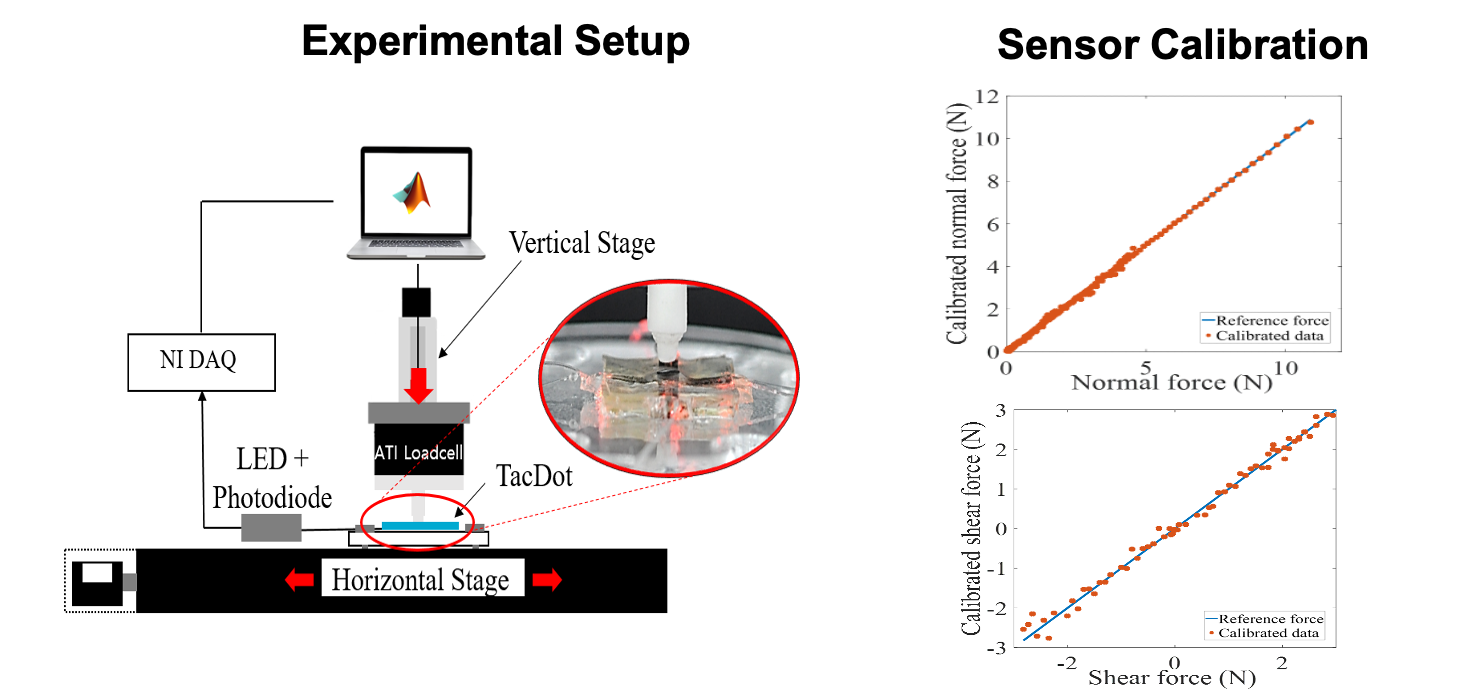 Experimental Setup
Vertical Stage
NI DAQ
ATI Loadcell
LED +
Photodiode
TacDot
Horizontal Stage
Sensor Calibration
Calibrated normal force (N)
12
10
8
6
4
2
0
0
5
10
Normal force (N)
Reference force
Calibrated data
Calibrated shear force (N)
3
2
1
0
-1
-2
-3
-2
0
2
Shear force (N)
Reference force
Calibrated data